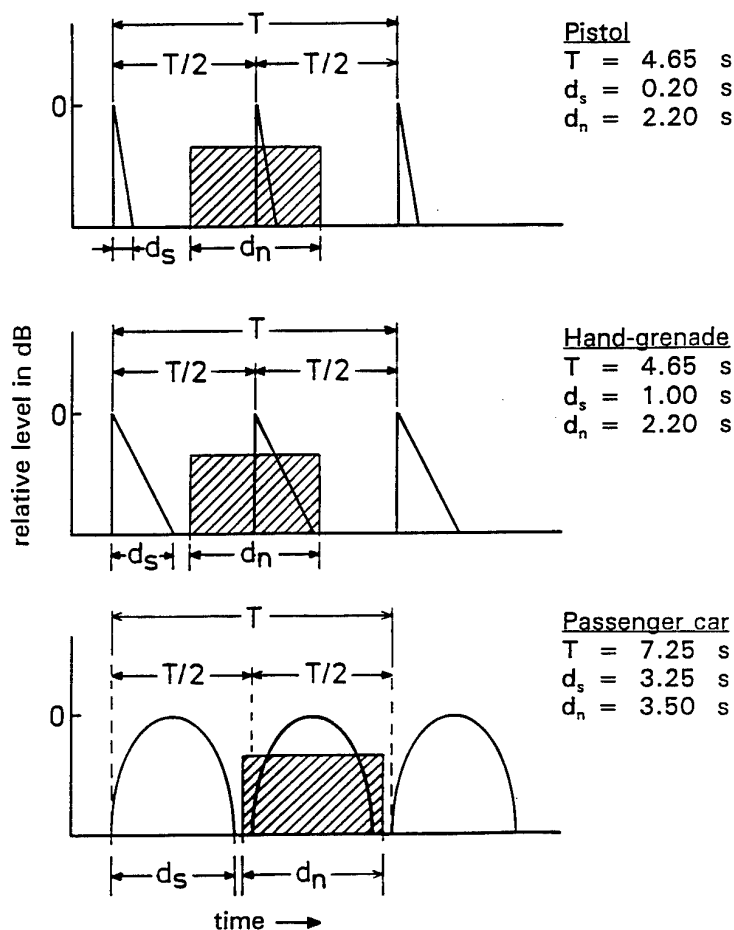 T
T/2 T/2
0
d_s d_n
Pistol
T = 4.65 s
d_s = 0.20 s
d_n = 2.20 s
relative level in dB
T
T/2 T/2
0
d_s d_n
Hand-grenade
T = 4.65 s
d_s = 1.00 s
d_n = 2.20 s
T
T/2 T/2
0
d_s d_n
time
Passenger car
T = 7.25 s
d_s = 3.25 s
d_n = 3.50 s